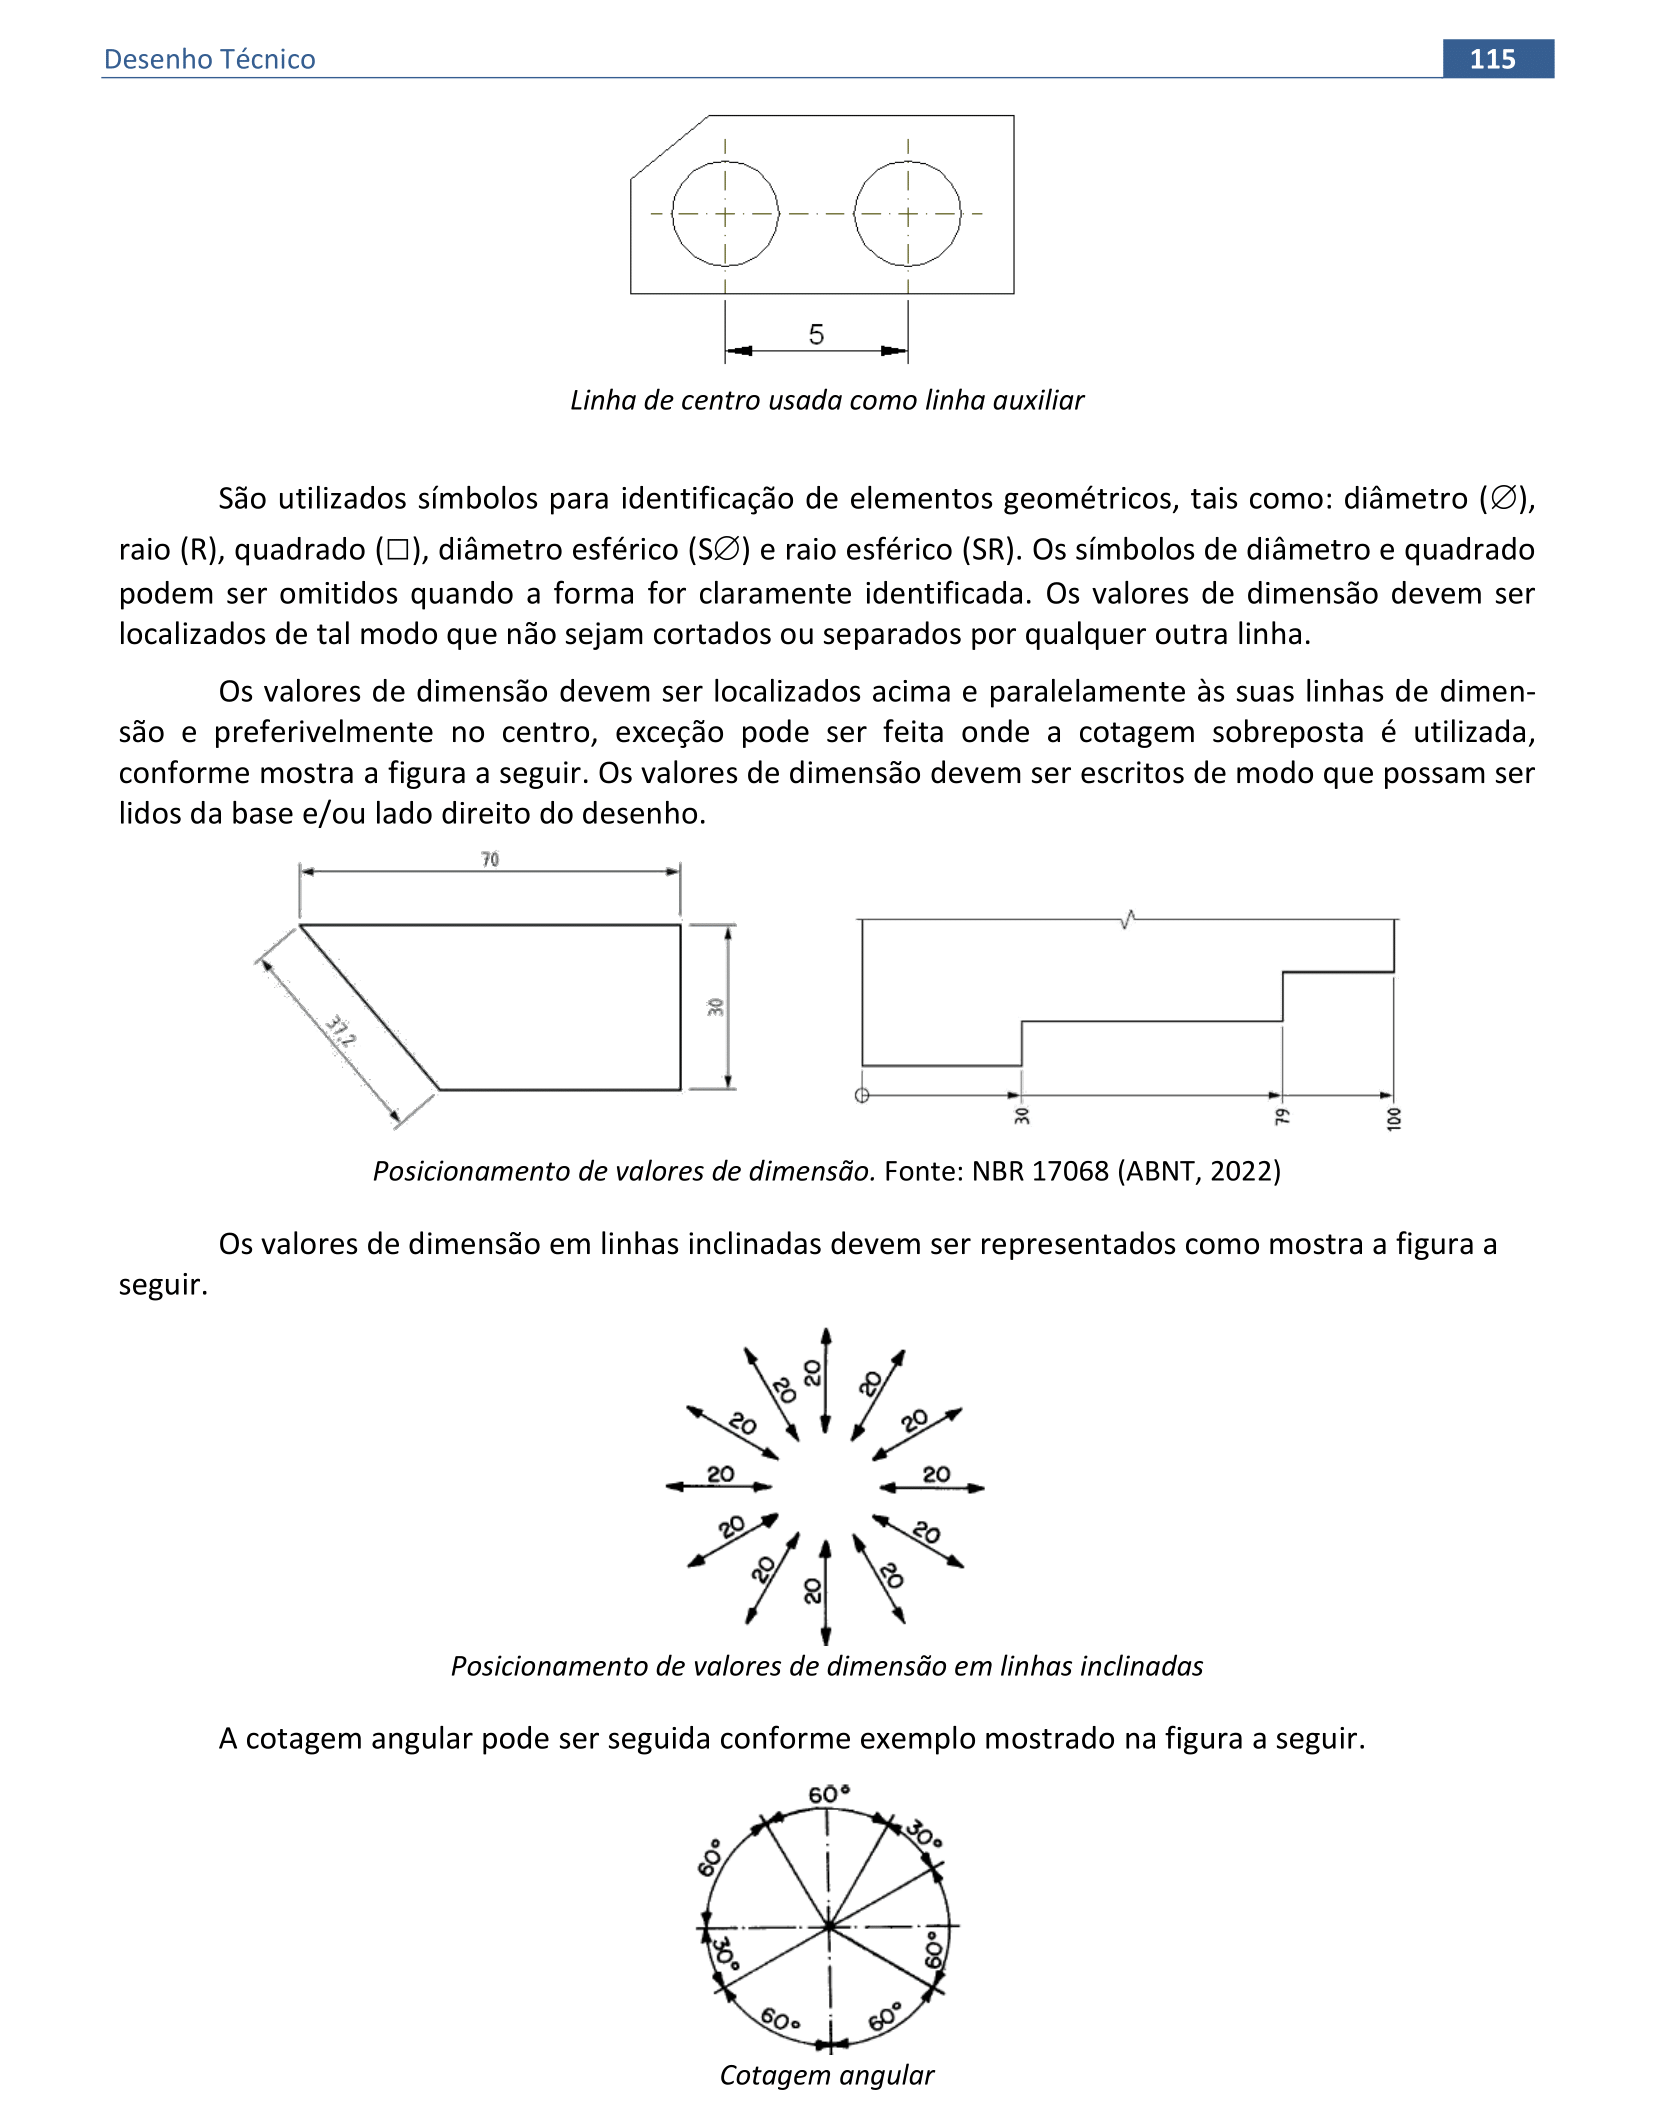 Desenho Técnico 115
5
Linha de centro usada como linha auxiliar
São utilizados símbolos para identificação de elementos geométricos, tais como: diâmetro (∅),
raio (R), quadrado (□), diâmetro esférico (S∅) e raio esférico (SR). Os símbolos de diâmetro e quadrado
podem ser omitidos quando a forma for claramente identificada. Os valores de dimensão devem ser
localizados de tal modo que não sejam cortados ou separados por qualquer outra linha.
Os valores de dimensão devem ser localizados acima e paralelamente às suas linhas de dimen-
são e preferivelmente no centro, exceção pode ser feita onde a cotagem sobreposta é utilizada,
conforme mostra a figura a seguir. Os valores de dimensão devem ser escritos de modo que possam ser
lidos da base e/ou lado direito do desenho.
70
30
37,2
30
79
100
Posicionamento de valores de dimensão. Fonte: NBR 17068 (ABNT, 2022)
Os valores de dimensão em linhas inclinadas devem ser representados como mostra a figura a
seguir.
20
20
20
20
20
20
20
20
20
20
20
20
Posicionamento de valores de dimensão em linhas inclinadas
A cotagem angular pode ser seguida conforme exemplo mostrado na figura a seguir.
60°
30°
60°
60°
30°
60°
60°
Cotagem angular